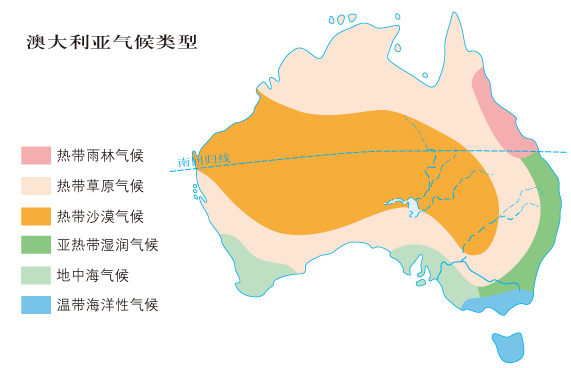 澳大利亚气候类型
热带雨林气候
热带草原气候
热带沙漠气候
亚热带湿润气候
地中海气候
温带海洋性气候
南回归线